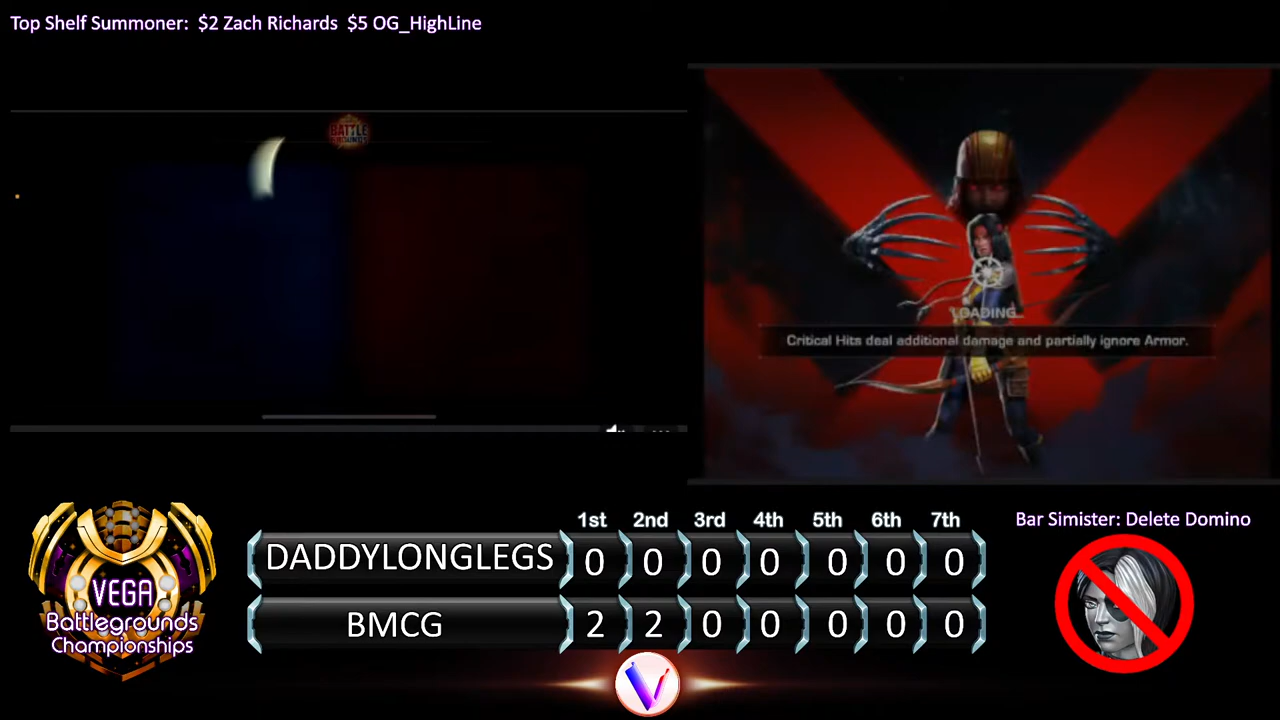 Top Shelf Summoner: $2 Zach Richards $5 OG_HighLine
BATTLE
LOADING...
Critical Hits deal additional damage and partially ignore Armor.
1st 2nd 3rd 4th 5th 6th 7th
DADDYLONGLEGS 0 0 0 0 0 0 0
BMCG 2 2 0 0 0 0 0
VEGA
Battlegrounds
Championships
Bar Simister: Delete Domino
V